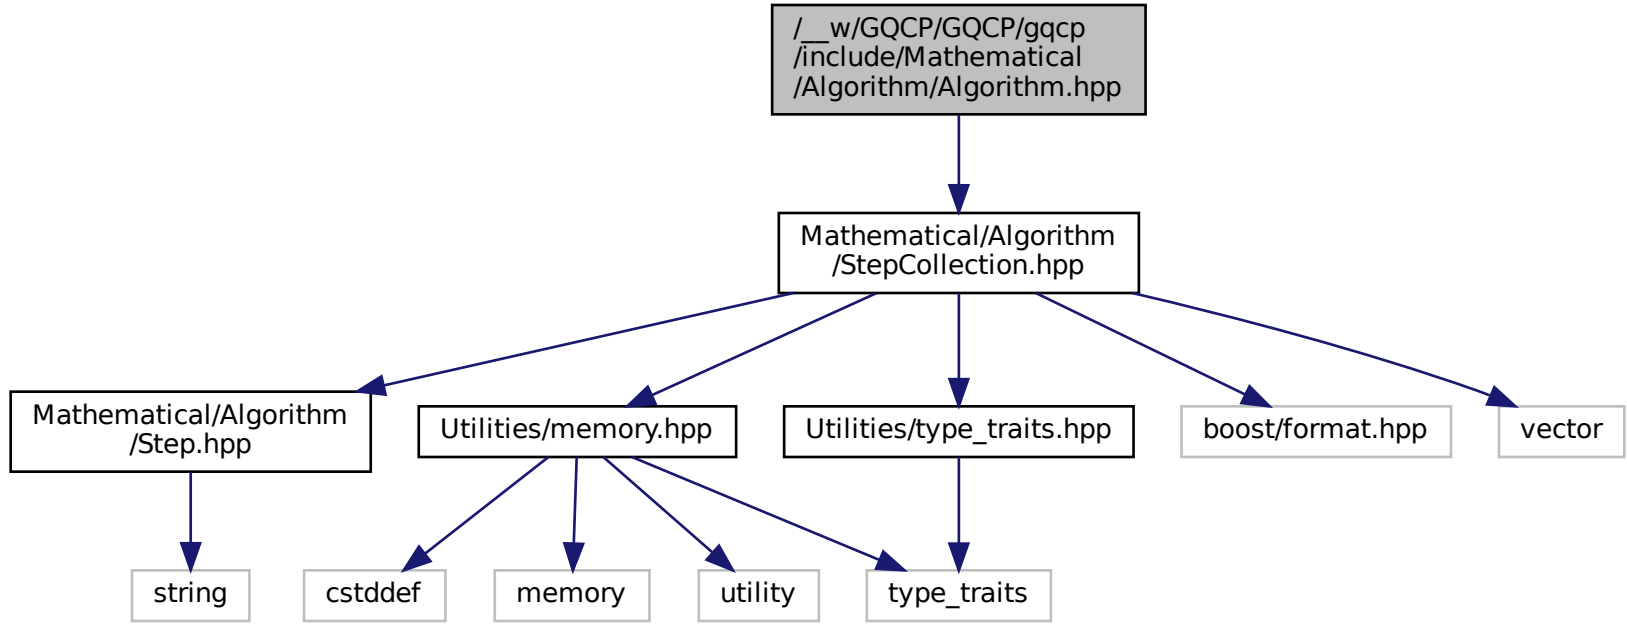 /__w/GQCP/GQCP/gqcp
/include/Mathematical
/Algorithm/Algorithm.hpp
Mathematical/Algorithm
/StepCollection.hpp
Mathematical/Algorithm
/Step.hpp
Utilities/memory.hpp
Utilities/type_traits.hpp
boost/format.hpp
vector
string
cstddef
memory
utility
type_traits